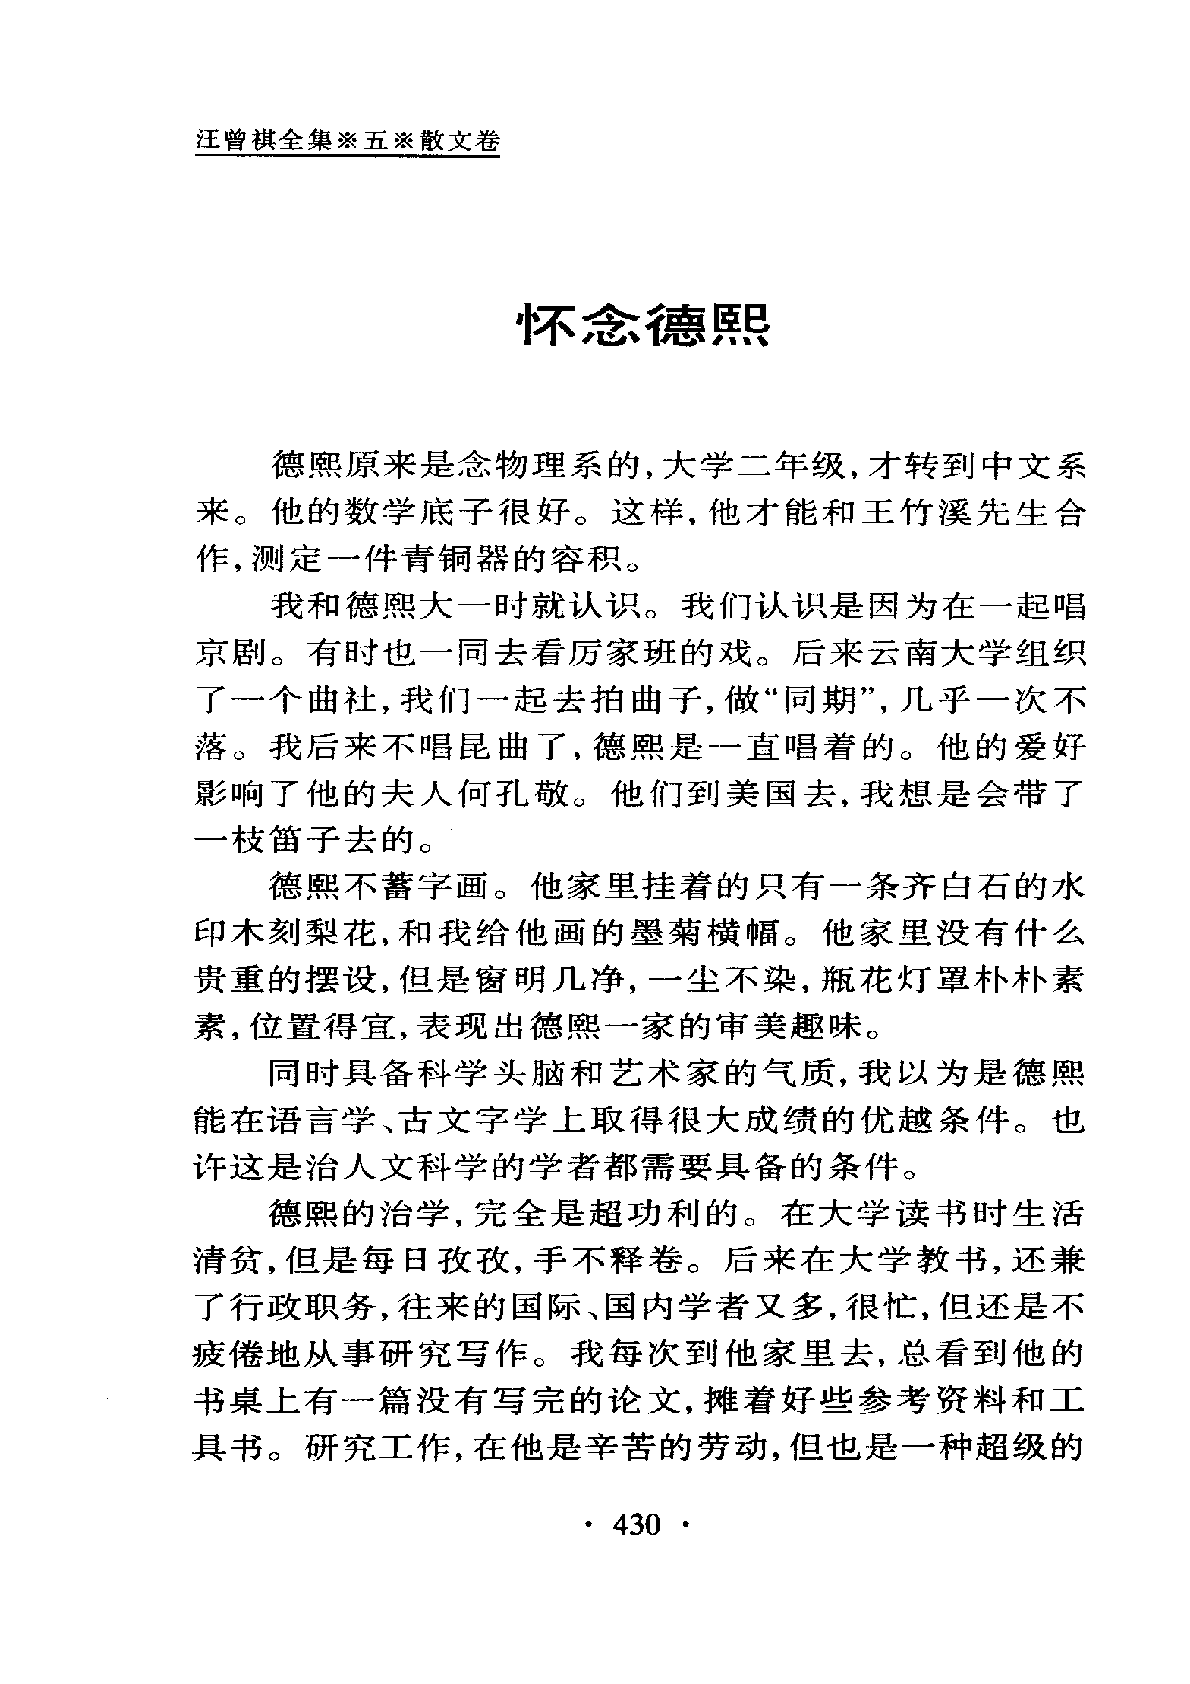 汪曾祺全集※五※散文卷
怀念德熙
德熙原来是念物理系的,大学二年级,才转到中文系
来。他的数学底子很好。这样,他才能和王竹溪先生合
作,测定一件青铜器的容积。
我和德熙大一时就认识。我们认识是因为在一起唱
京剧。有时也一同去看厉家班的戏。后来云南大学组织
了一个曲社,我们一起去拍曲子,做“同期”,几乎一次不
落。我后来不唱昆曲了,德熙是一直唱着的。他的爱好
影响了他的夫人何孔敬。他们到美国去,我想是会带了
一枝笛子去的。
德熙不蓄字画。他家里挂着的只有一条齐白石的水
印木刻梨花,和我给他画的墨菊横幅。他家里没有什么
贵重的摆设,但是窗明几净,一尘不染,瓶花灯罩朴朴素
素,位置得宜,表现出德熙一家的审美趣味。
同时具备科学头脑和艺术家的气质,我以为是德熙
能在语言学、古文字学上取得很大成绩的优越条件。也
许这是治人文科学的学者都需要具备的条件。
德熙的治学,完全是超功利的。在大学读书时生活
清贫,但是每日孜孜,手不释卷。后来在大学教书,还兼
了行政职务,往来的国际、国内学者又多,很忙,但还是不
疲倦地从事研究写作。我每次到他家里去,总看到他的
书桌上有一篇没有写完的论文,摊着好些参考资料和工
具书。研究工作,在他是辛苦的劳动,但也是一种超级的
· 430 ·